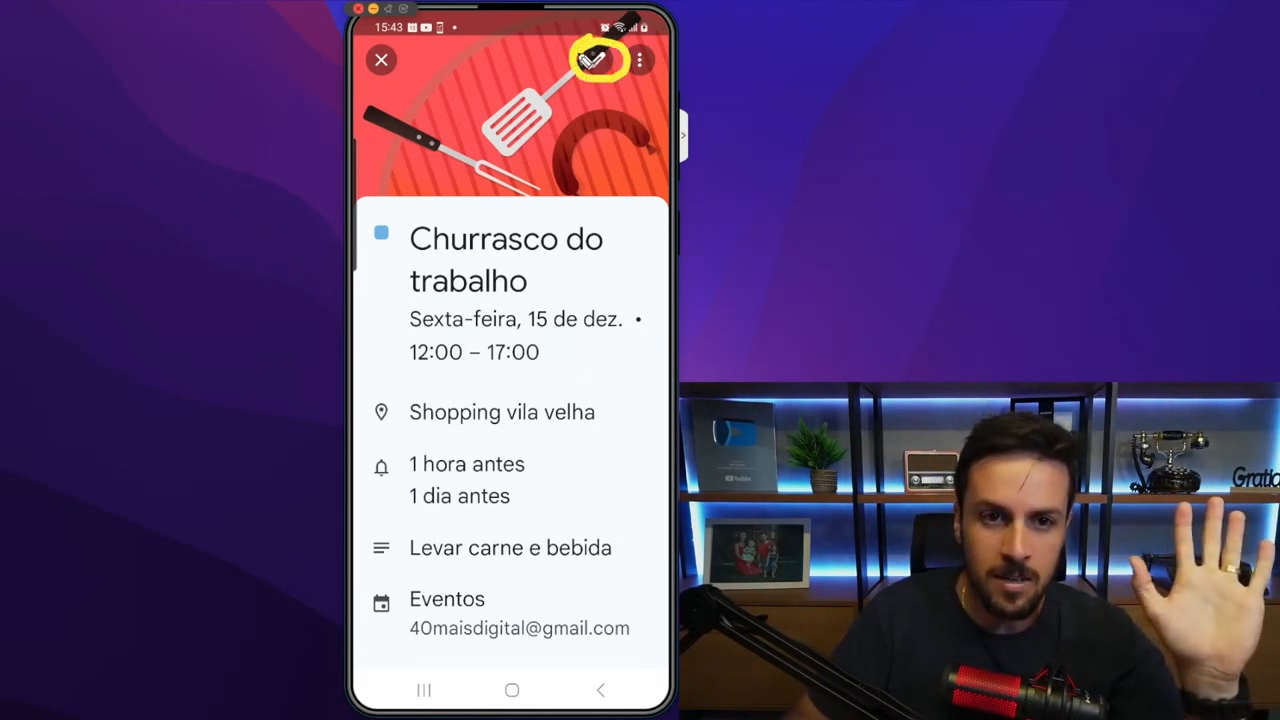 15:43
Churrasco do
trabalho
Sexta-feira, 15 de dez. •
12:00 – 17:00
Shopping vila velha
1 hora antes
1 dia antes
Levar carne e bebida
Eventos
40maisdigital@gmail.com
YouTube